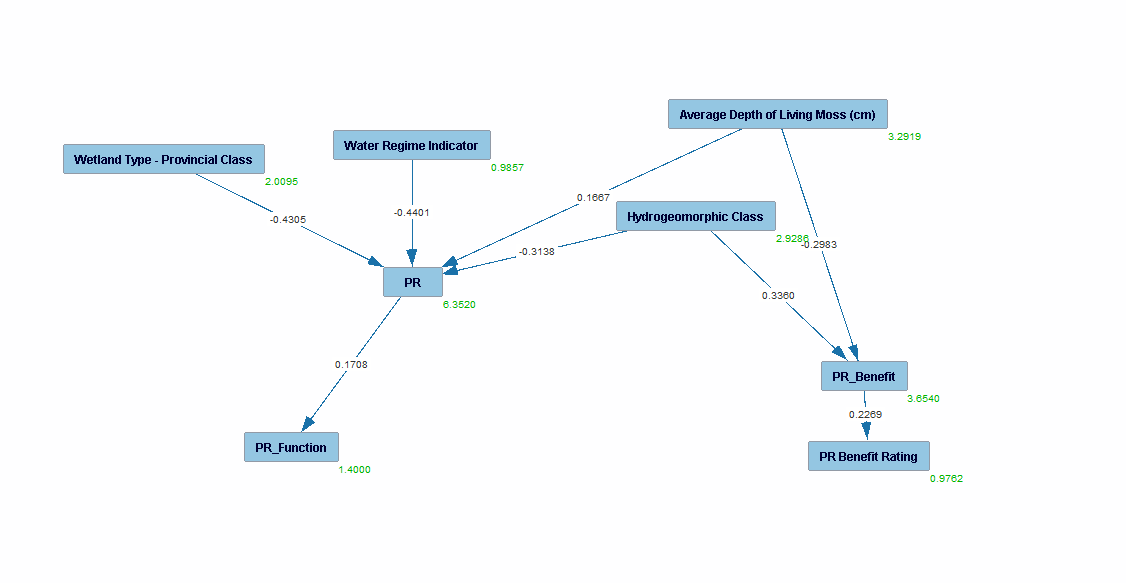 Average Depth of Living Moss (cm)
3.2919
Water Regime Indicator
0.9857
Wetland Type - Provincial Class
2.0095
0.1667
Hydrogeomorphic Class
2.9286
-0.4401
-0.4305
-0.2983
-0.3138
PR
6.3520
0.3360
0.1708
PR_Benefit
3.6540
0.2269
PR_Function
1.4000
PR Benefit Rating
0.9762